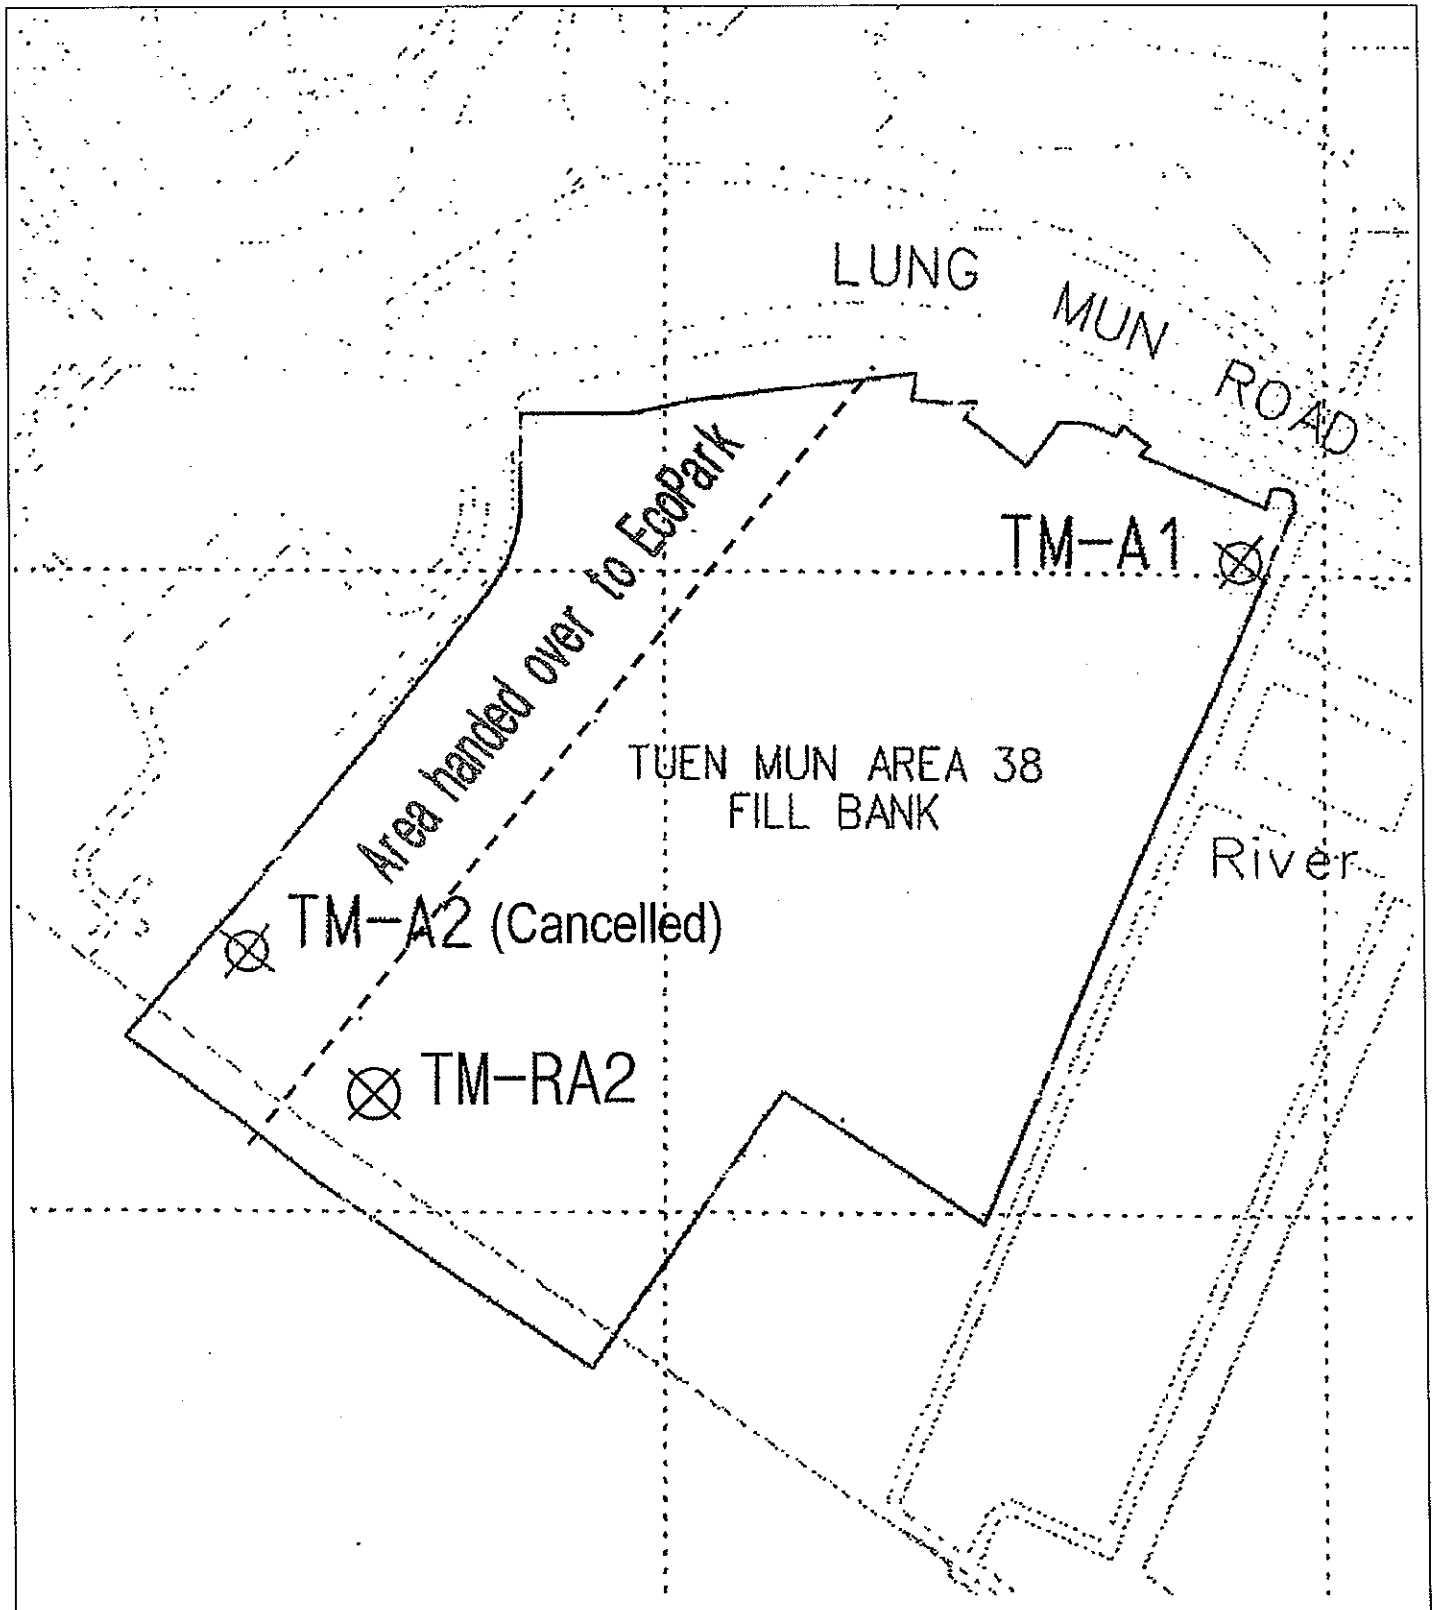 LUNG MUN ROAD
Area handed over to EcoPark
TM-A1
TUEN MUN AREA 38
FILL BANK
River
TM-A2 (Cancelled)
TM-RA2